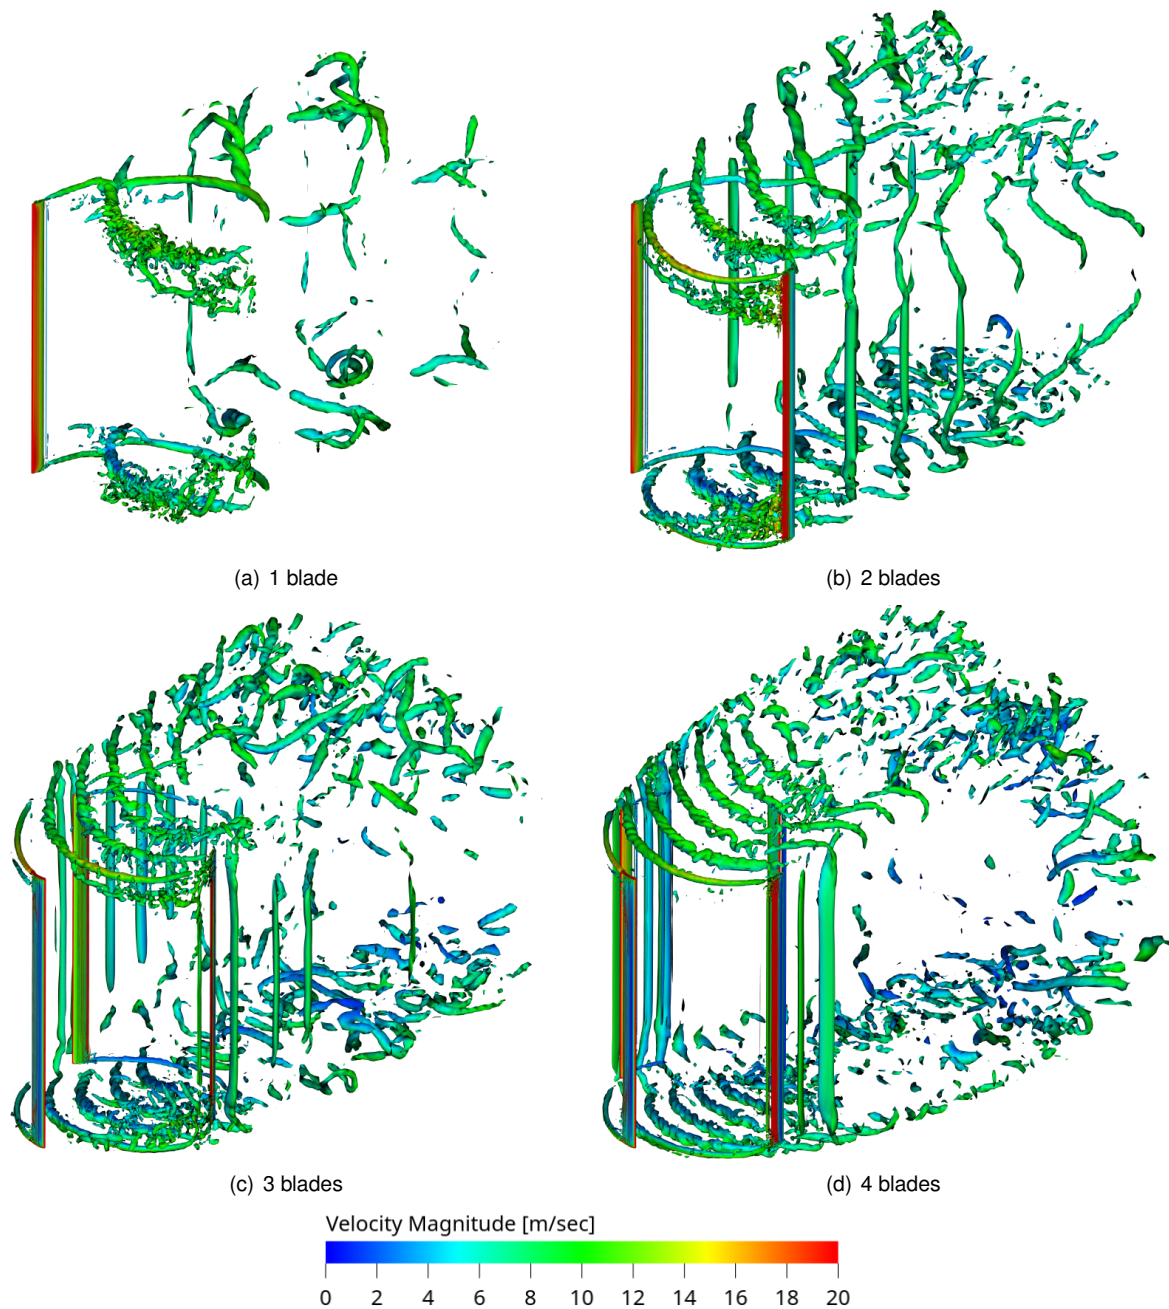 (a) 1 blade
(b) 2 blades
(c) 3 blades
(d) 4 blades
Velocity Magnitude [m/sec]
0 2 4 6 8 10 12 14 16 18 20